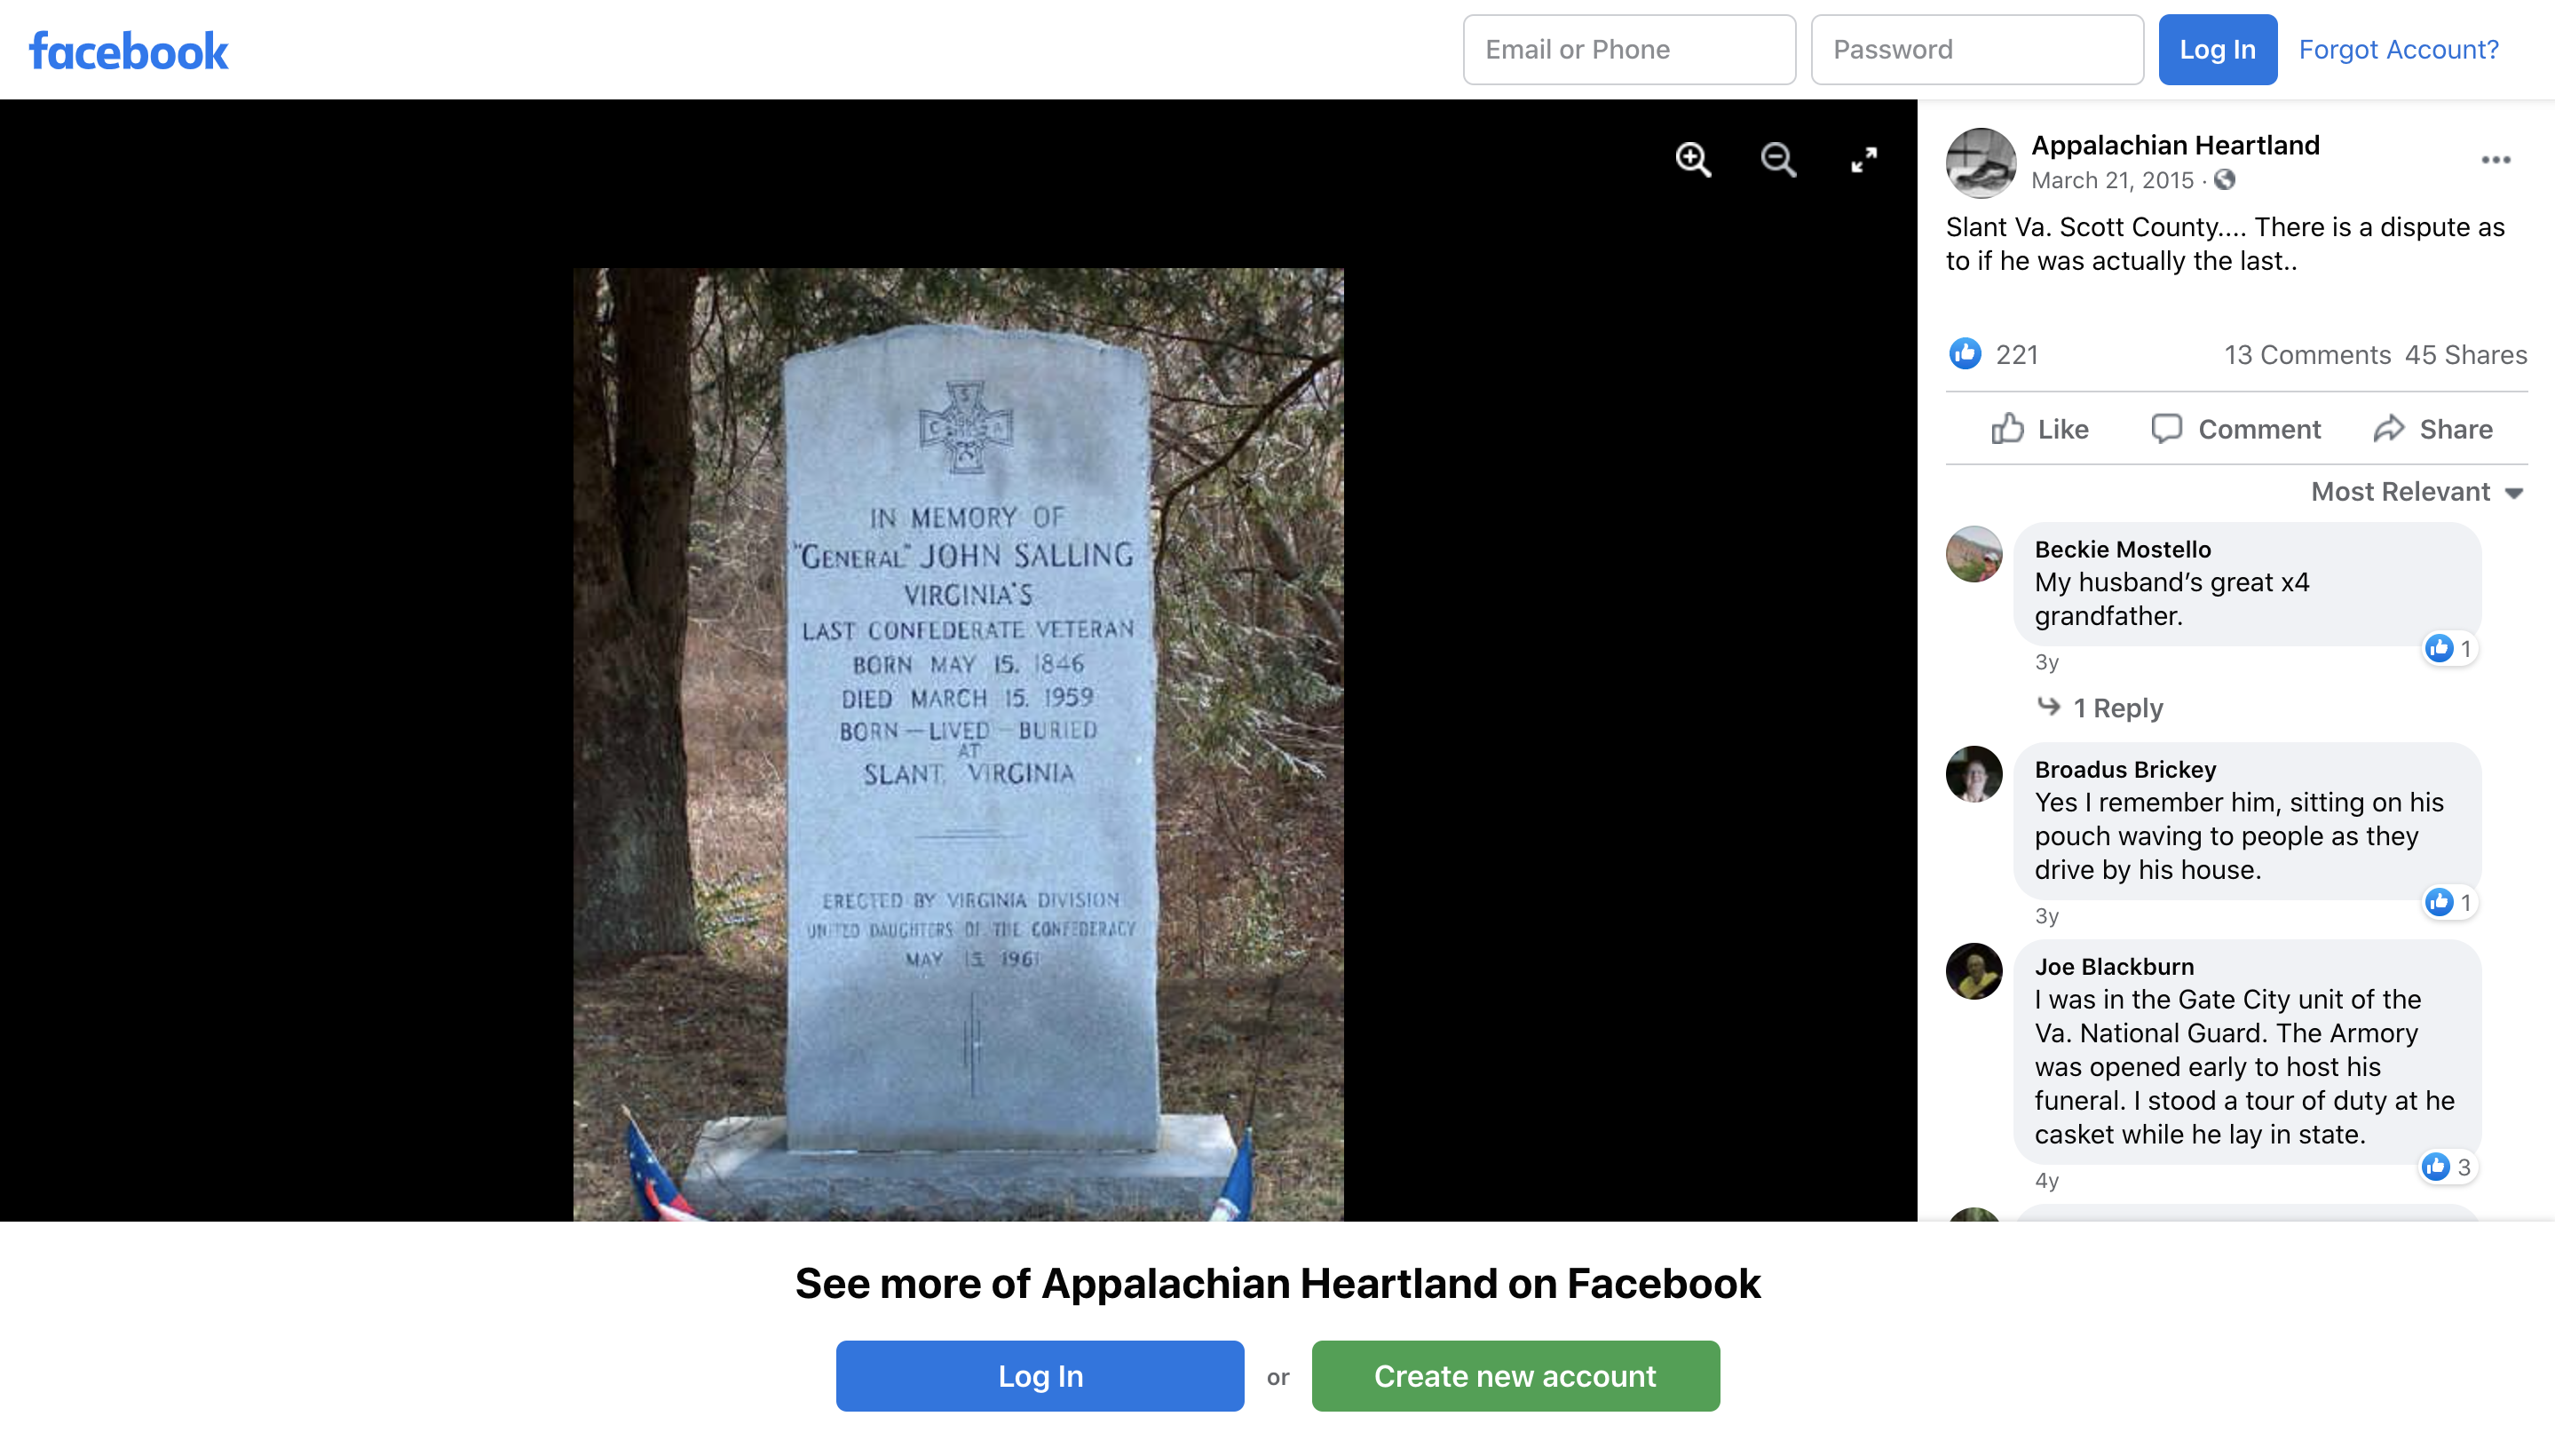 facebook
Email or Phone
Password
Log In
Forgot Account?
Appalachian Heartland
March 21, 2015 ·
Slant Va. Scott County.... There is a dispute as
to if he was actually the last..
221
13 Comments 45 Shares
Like
Comment
Share
Most Relevant
Beckie Mostello
My husband’s great x4
grandfather.
1
3y
1 Reply
Broadus Brickey
Yes I remember him, sitting on his
pouch waving to people as they
drive by his house.
1
3y
Joe Blackburn
I was in the Gate City unit of the
Va. National Guard. The Armory
was opened early to host his
funeral. I stood a tour of duty at he
casket while he lay in state.
3
4y
S
C
A
IN MEMORY OF
"GENERAL" JOHN SALLING
VIRGINIA'S
LAST CONFEDERATE VETERAN
BORN MAY 15. 1846
DIED MARCH 15. 1959
BORN — LIVED — BURIED
AT
SLANT, VIRGINIA
ERECTED BY VIRGINIA DIVISION
UNITED DAUGHTERS OF THE CONFEDERACY
MAY 15 1961
See more of Appalachian Heartland on Facebook
Log In
or
Create new account